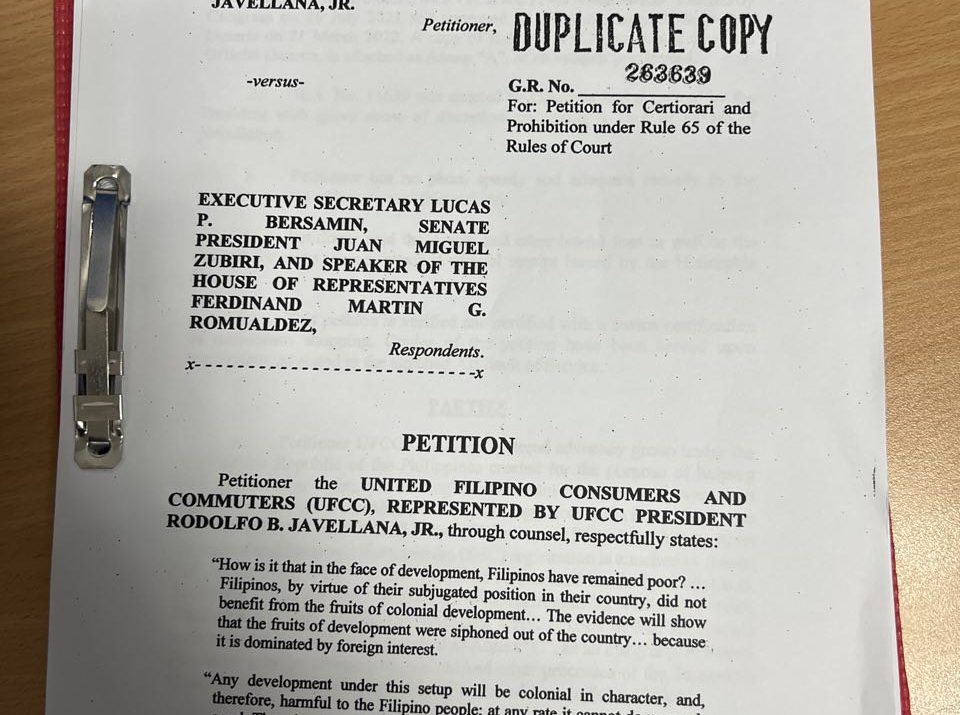 JAVELLANA, JR.
Petitioner,
DUPLICATE COPY
-versus-
G.R. No. 263639
For: Petition for Certiorari and
Prohibition under Rule 65 of the
Rules of Court
EXECUTIVE SECRETARY LUCAS
P. BERSAMIN, SENATE
PRESIDENT JUAN MIGUEL
ZUBIRI, AND SPEAKER OF THE
HOUSE OF REPRESENTATIVES
FERDINAND MARTIN G.
ROMUALDEZ,
Respondents.
x- - - - - - - - - - - - - - - - - - - - - - - - - - - -x
PETITION
Petitioner the UNITED FILIPINO CONSUMERS AND
COMMUTERS (UFCC), REPRESENTED BY UFCC PRESIDENT
RODOLFO B. JAVELLANA, JR., through counsel, respectfully states:
“How is it that in the face of development, Filipinos have remained poor? …
Filipinos, by virtue of their subjugated position in their country, did not
benefit from the fruits of colonial development… The evidence will show
that the fruits of development were siphoned out of the country… because
it is dominated by foreign interest.
“Any development under this setup will be colonial in character, and,
therefore, harmful to the Filipino people; at any rate it cannot